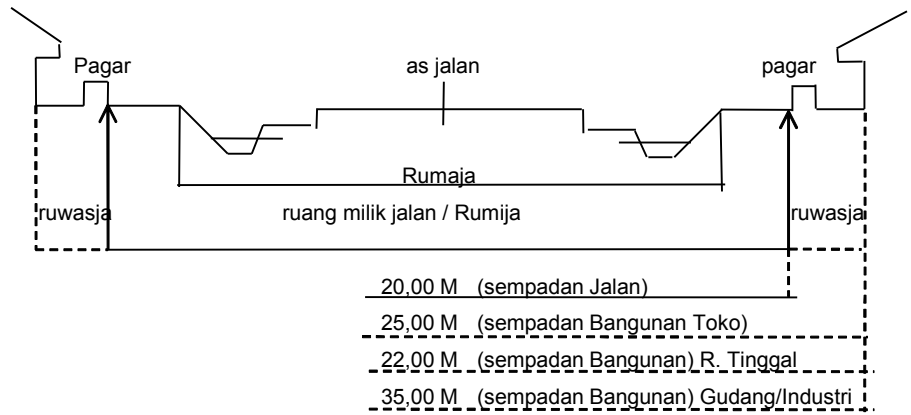 Pagar as jalan pagar
Rumaja
ruwasja ruang milik jalan / Rumija ruwasja
20,00 M (sempadan Jalan)
25,00 M (sempadan Bangunan Toko)
22,00 M (sempadan Bangunan) R. Tinggal
35,00 M (sempadan Bangunan) Gudang/Industri